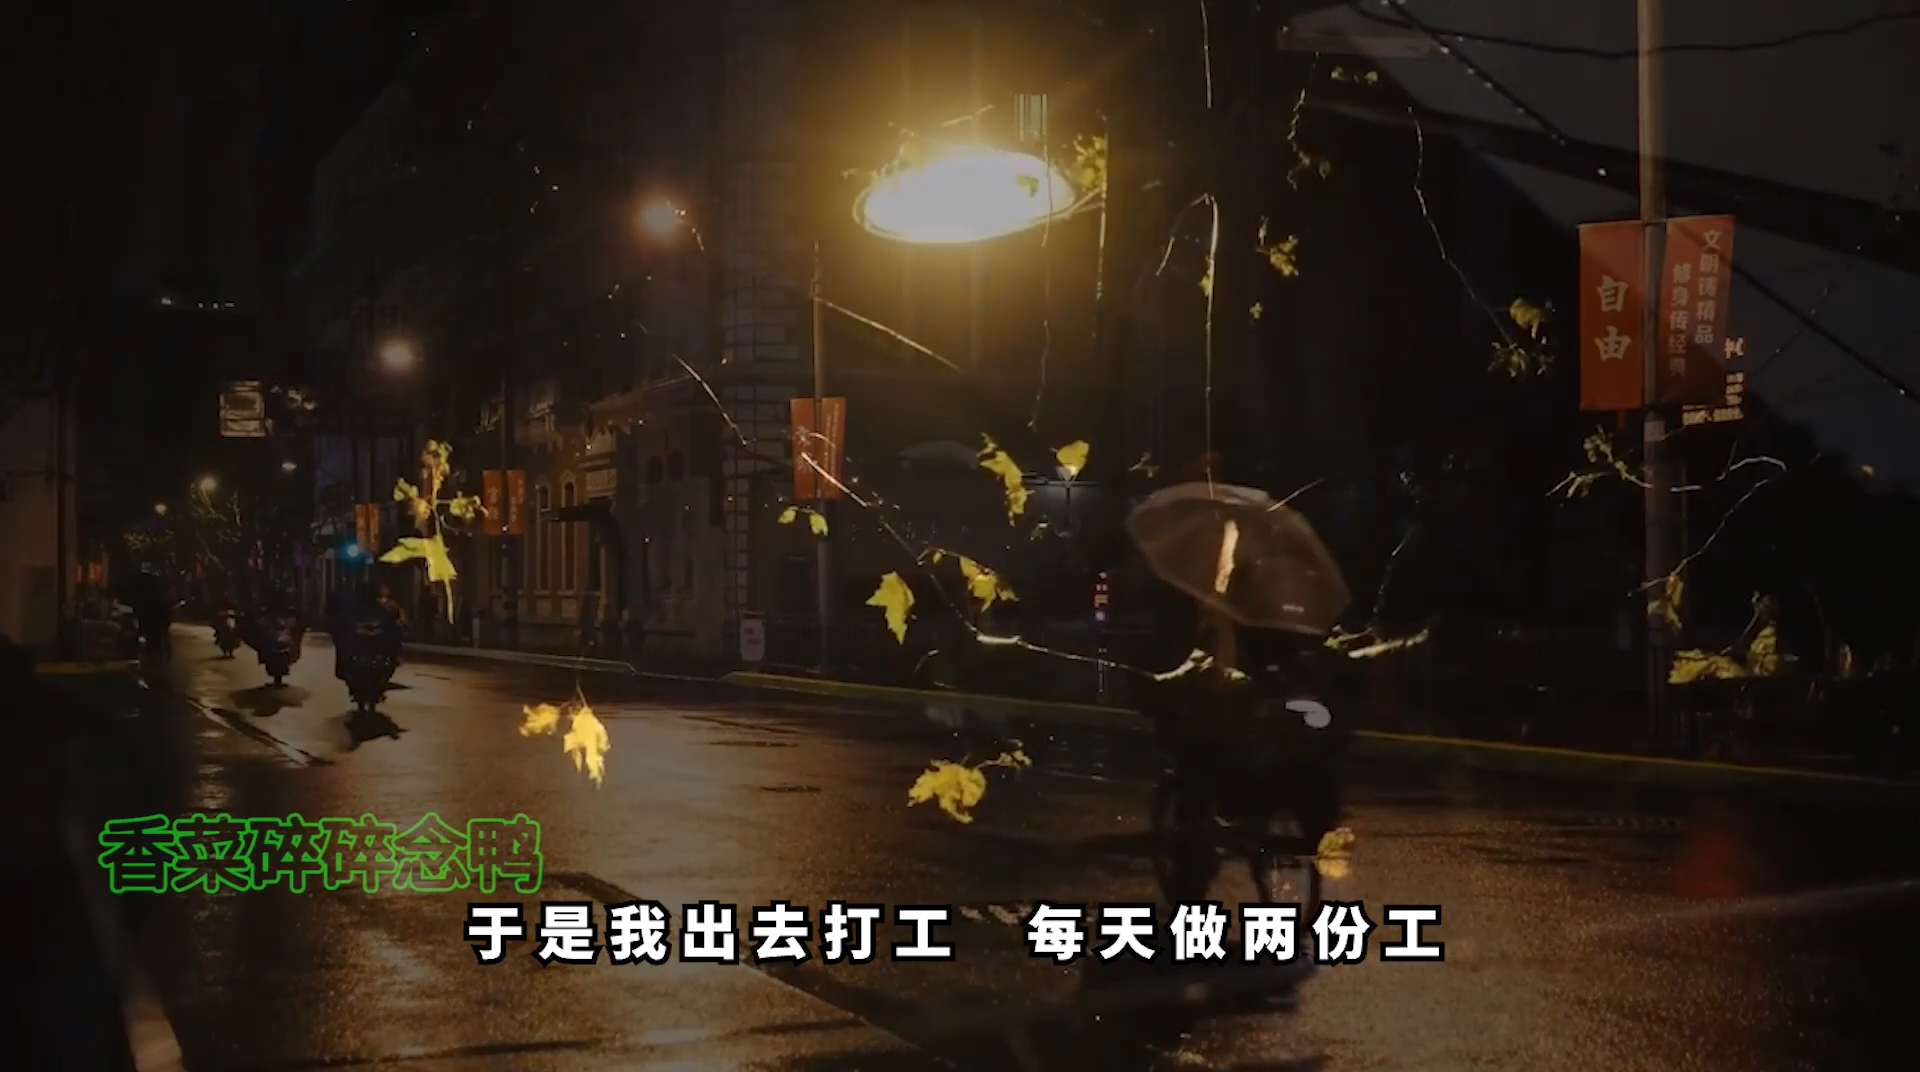 自由
文明铸精品
修身传经典
香菜碎碎念鸭
于是我出去打工 每天做两份工